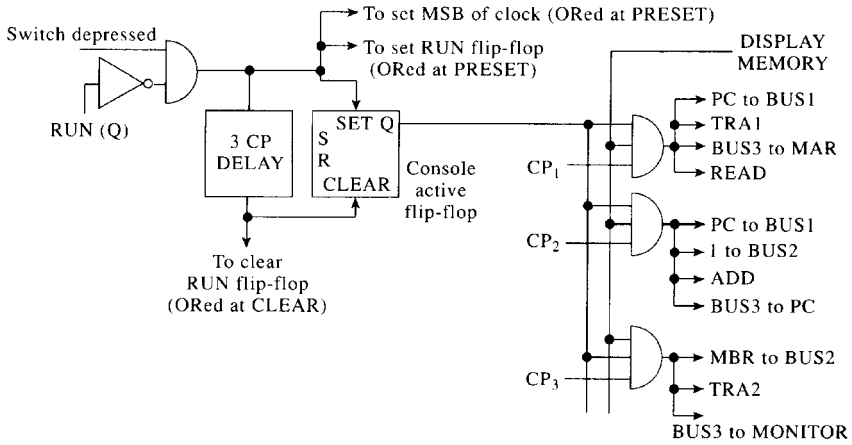 To set MSB of clock (ORed at PRESET)
Switch depressed
To set RUN flip-flop
(ORed at PRESET)
DISPLAY
MEMORY
RUN (Q)
3 CP
DELAY
SET Q
S
R
CLEAR
Console
active
flip-flop
To clear
RUN flip-flop
(ORed at CLEAR)
CP1
PC to BUS1
TRA1
BUS3 to MAR
READ
CP2
PC to BUS1
1 to BUS2
ADD
BUS3 to PC
CP3
MBR to BUS2
TRA2
BUS3 to MONITOR